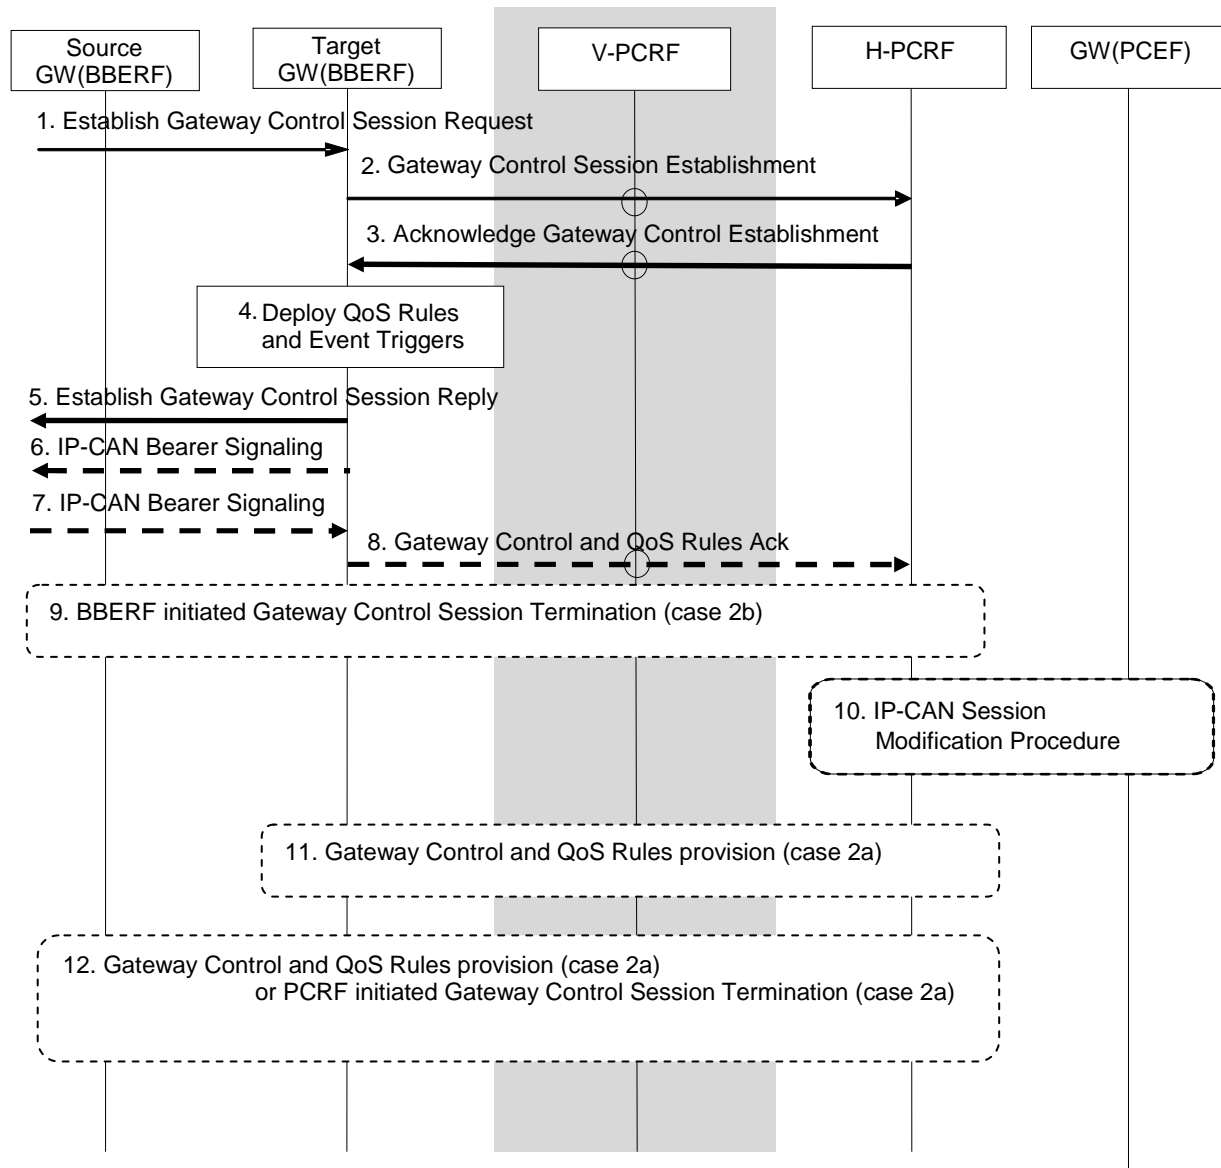 Source
GW(BBERF)
Target
GW(BBERF)
V-PCRF
H-PCRF
GW(PCEF)
1. Establish Gateway Control Session Request
2. Gateway Control Session Establishment
3. Acknowledge Gateway Control Establishment
4. Deploy QoS Rules
and Event Triggers
5. Establish Gateway Control Session Reply
6. IP-CAN Bearer Signaling
7. IP-CAN Bearer Signaling
8. Gateway Control and QoS Rules Ack
9. BBERF initiated Gateway Control Session Termination (case 2b)
10. IP-CAN Session
Modification Procedure
11. Gateway Control and QoS Rules provision (case 2a)
12. Gateway Control and QoS Rules provision (case 2a)
or PCRF initiated Gateway Control Session Termination (case 2a)